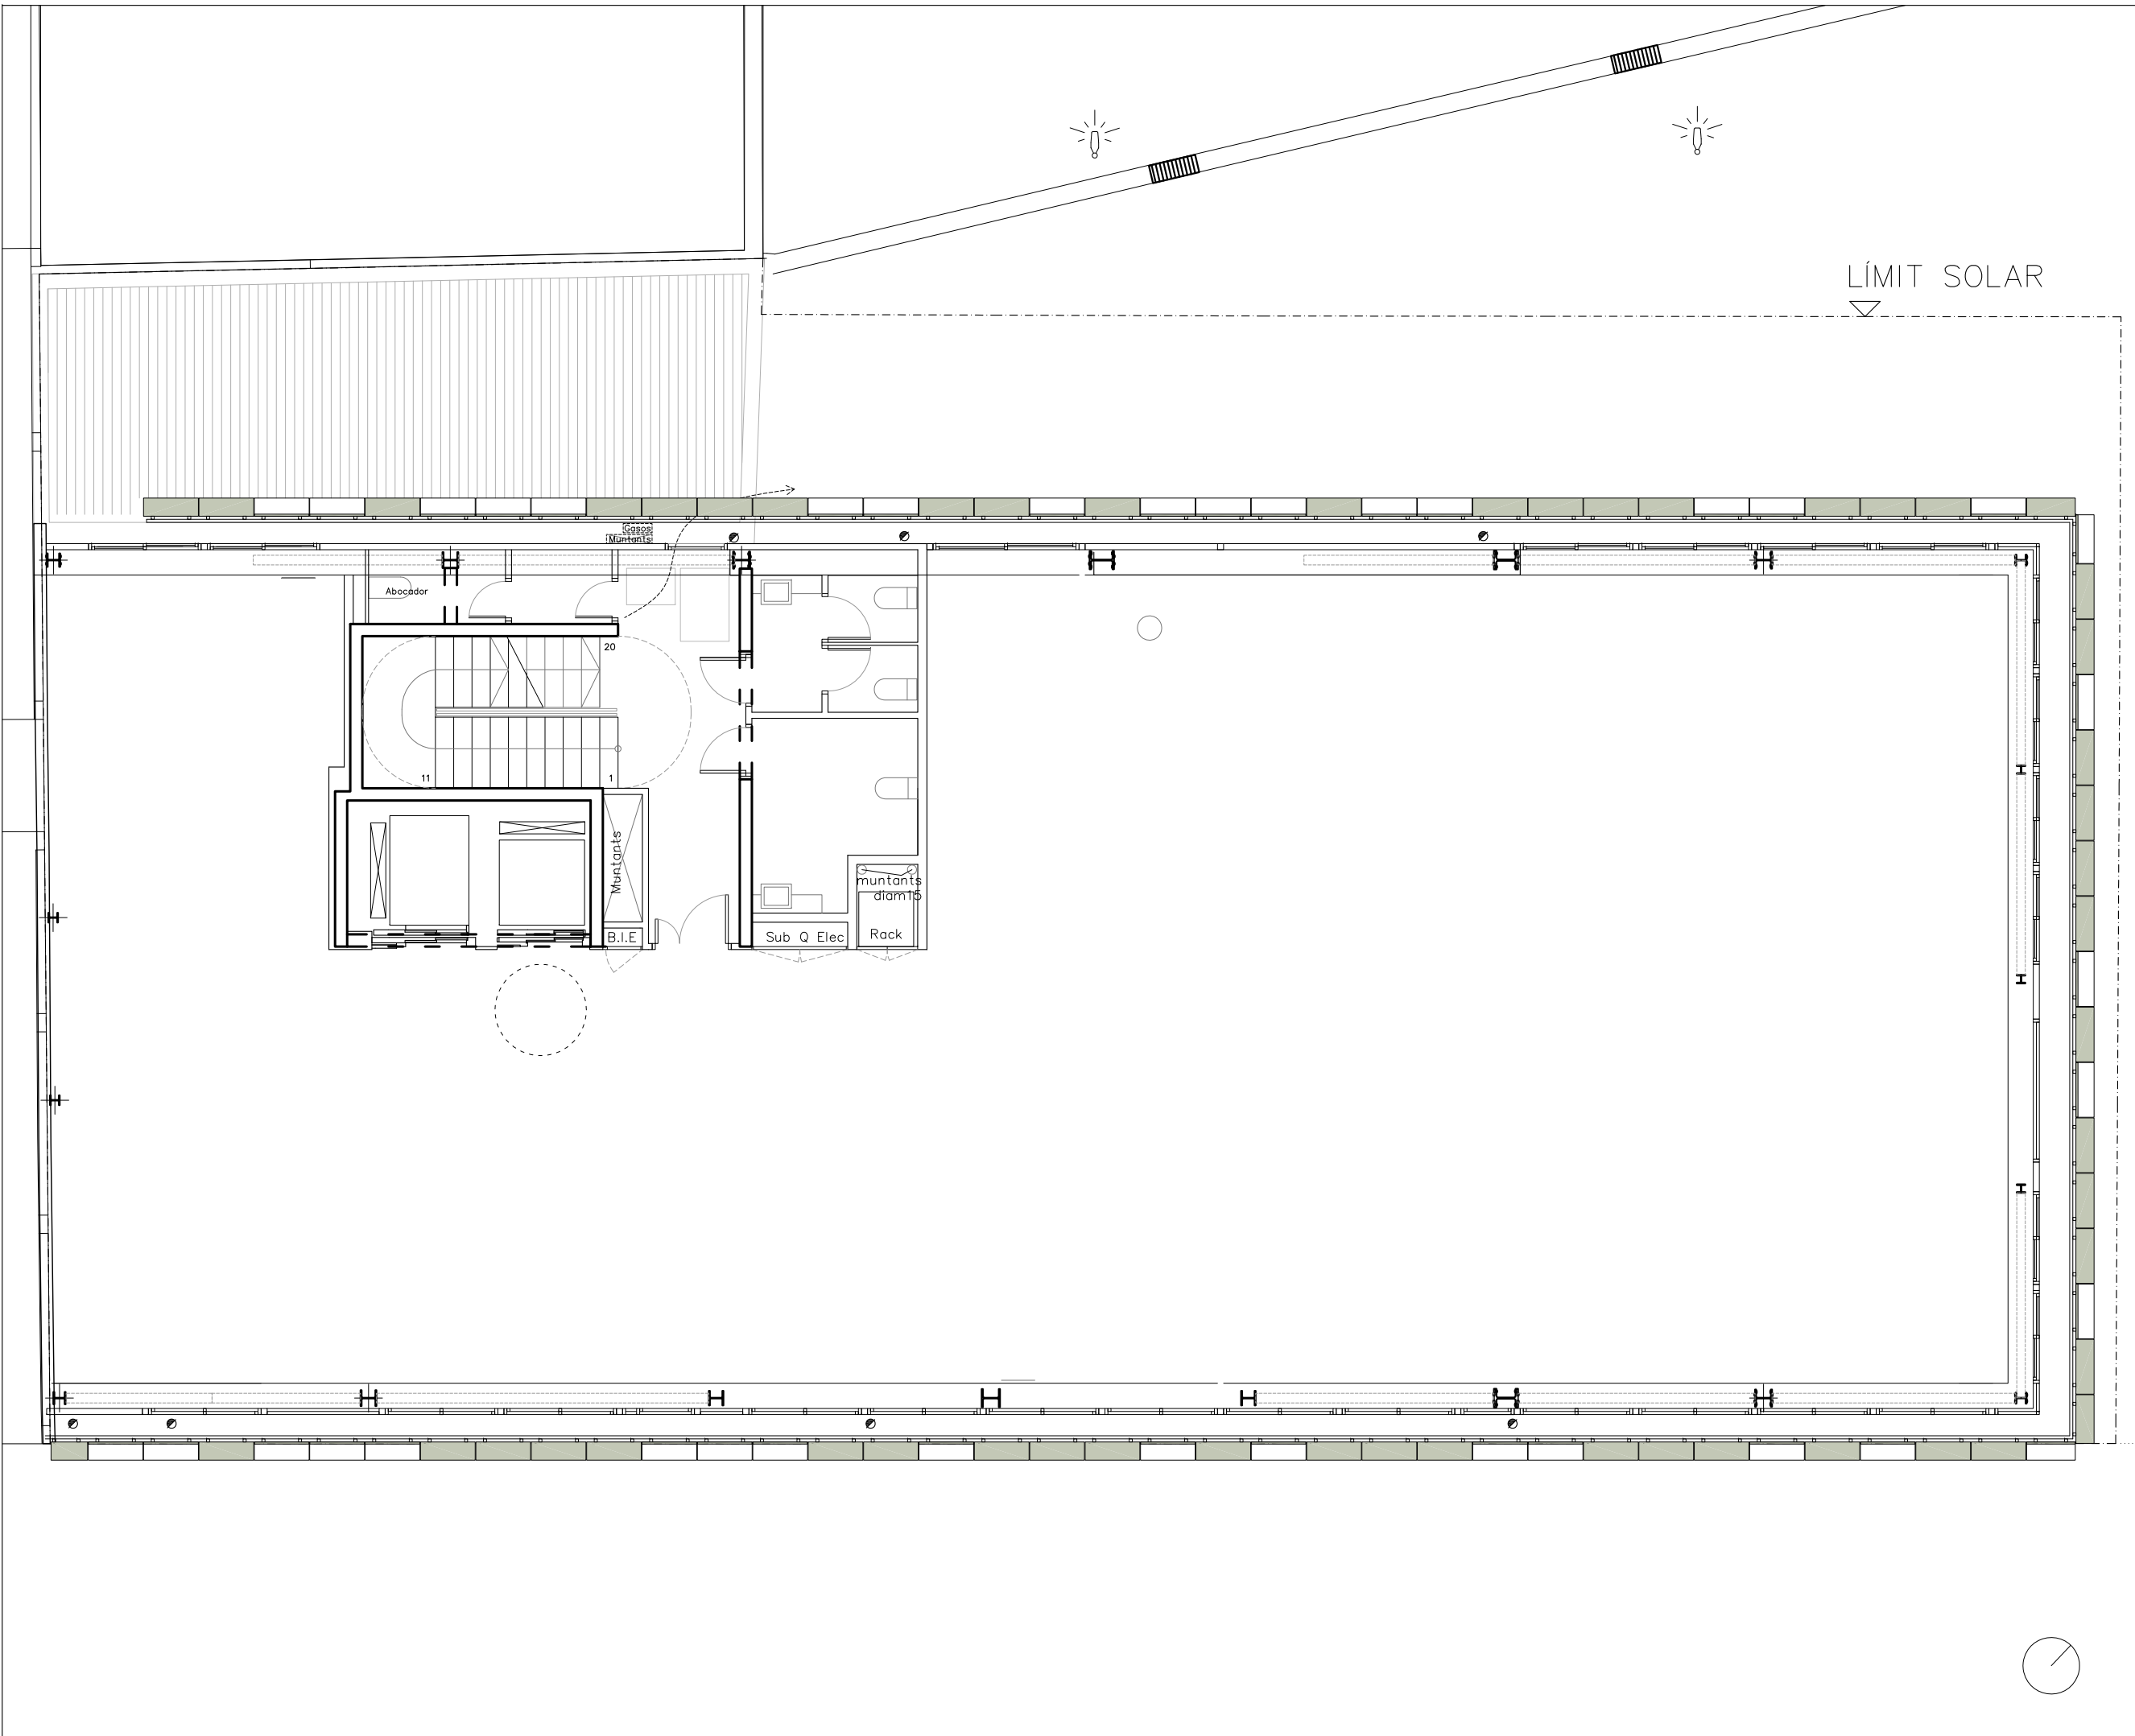 LÍMIT SOLAR
Gasos
Muntants
Abocador
20
11
1
Muntants
muntants
diam15
B.I.E
Sub Q Elec
Rack